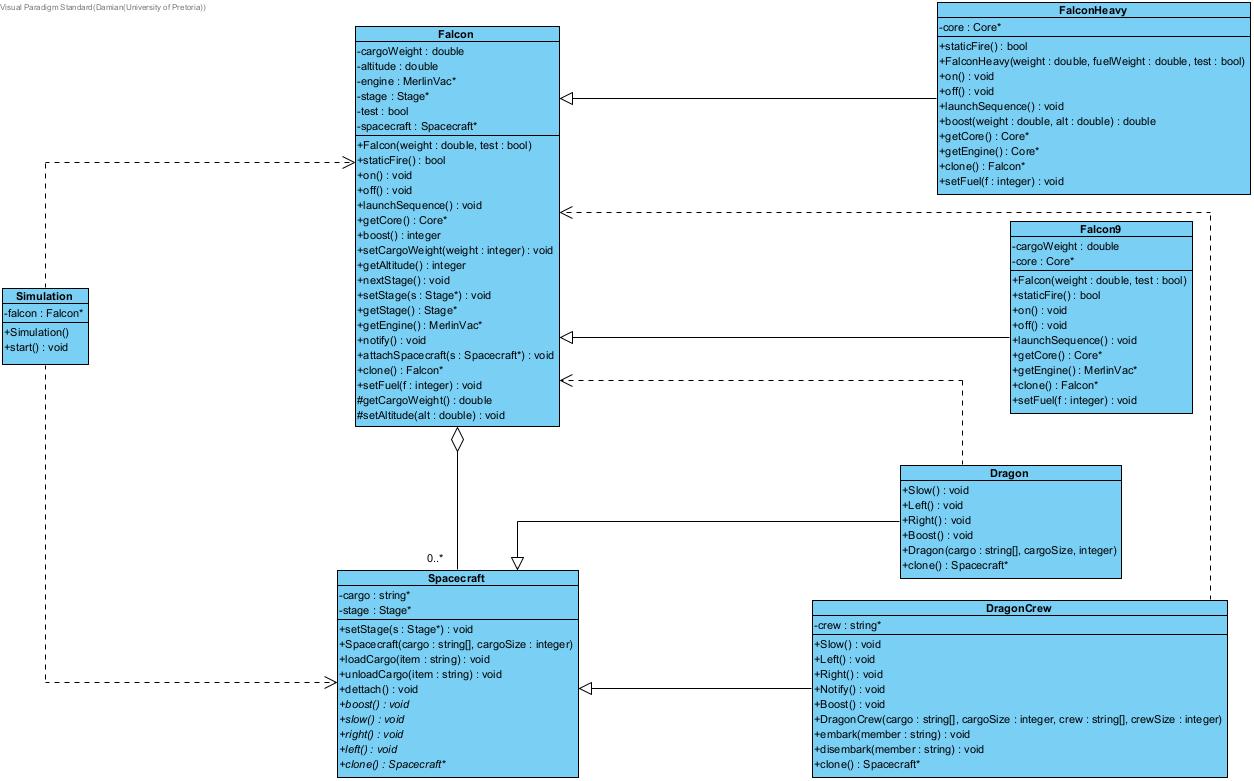 Visual Paradigm Standard(Damian(University of Pretoria))
Falcon
-cargoWeight : double
-altitude : double
-engine : MerlinVac*
-stage : Stage*
-test : bool
-spacecraft : Spacecraft*
+Falcon(weight : double, test : bool)
+staticFire() : bool
+on() : void
+off() : void
+launchSequence() : void
+getCore() : Core*
+boost() : integer
+setCargoWeight(weight : integer) : void
+getAltitude() : integer
+nextStage() : void
+setStage(s : Stage*) : void
+getStage() : Stage*
+getEngine() : MerlinVac*
+notify() : void
+attachSpacecraft(s : Spacecraft*) : void
+clone() : Falcon*
+setFuel(f : integer) : void
#getCargoWeight() : double
#setAltitude(alt : double) : void
FalconHeavy
-core : Core*
+staticFire() : bool
+FalconHeavy(weight : double, fuelWeight : double, test : bool)
+on() : void
+off() : void
+launchSequence() : void
+boost(weight : double, alt : double) : double
+getCore() : Core*
+getEngine() : Core*
+clone() : Falcon*
+setFuel(f : integer) : void
Falcon9
-cargoWeight : double
-core : Core*
+Falcon(weight : double, test : bool)
+staticFire() : bool
+on() : void
+off() : void
+launchSequence() : void
+getCore() : Core*
+getEngine() : MerlinVac*
+clone() : Falcon*
+setFuel(f : integer) : void
Simulation
-falcon : Falcon*
+Simulation()
+start() : void
Dragon
+Slow() : void
+Left() : void
+Right() : void
+Boost() : void
+Dragon(cargo : string[], cargoSize, integer)
+clone() : Spacecraft*
0..*
Spacecraft
-cargo : string*
-stage : Stage*
+setStage(s : Stage*) : void
+Spacecraft(cargo : string[], cargoSize : integer)
+loadCargo(item : string) : void
+unloadCargo(item : string) : void
+dettach() : void
+boost() : void
+slow() : void
+right() : void
+left() : void
+clone() : Spacecraft*
DragonCrew
-crew : string*
+Slow() : void
+Left() : void
+Right() : void
+Notify() : void
+Boost() : void
+DragonCrew(cargo : string[], cargoSize : integer, crew : string[], crewSize : integer)
+embark(member : string) : void
+disembark(member : string) : void
+clone() : Spacecraft*